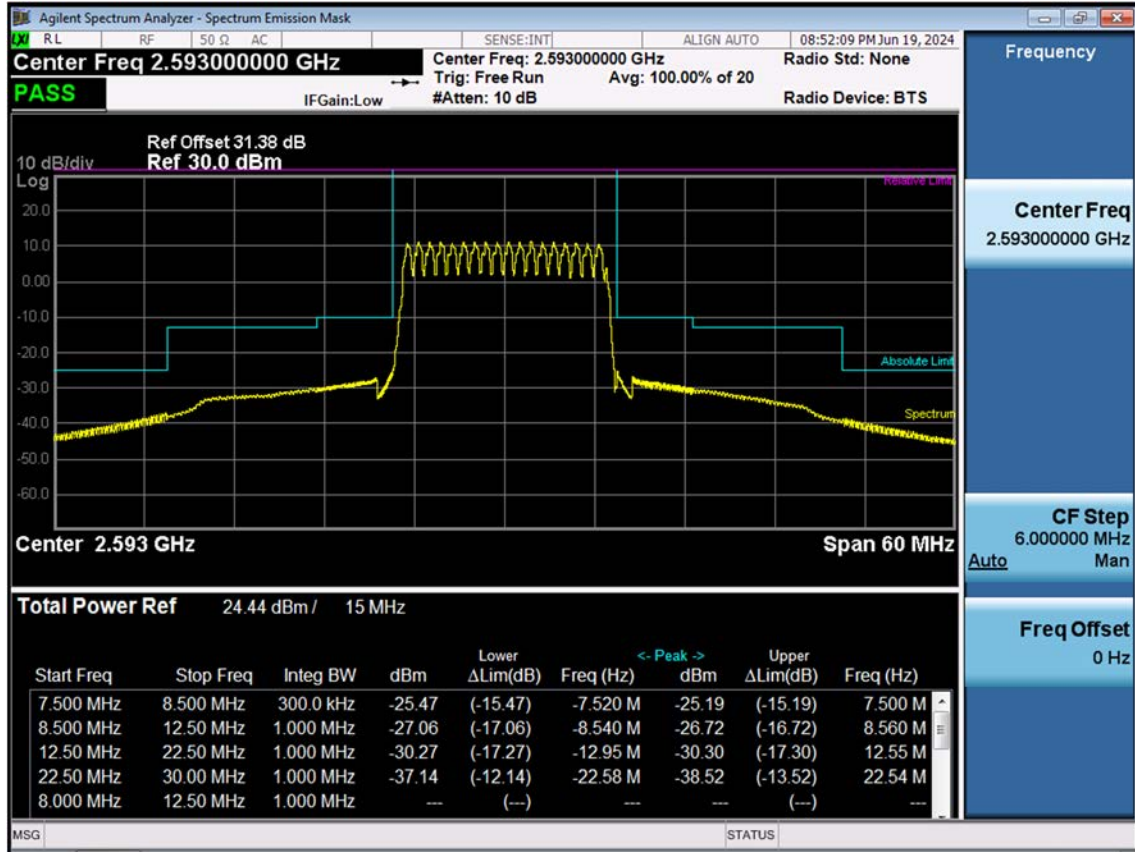 Agilent Spectrum Analyzer - Spectrum Emission Mask
LXI RL RF 50 Ω AC SENSE:INT ALIGN AUTO 08:52:09 PM Jun 19, 2024
Center Freq 2.593000000 GHz
Center Freq: 2.593000000 GHz
Radio Std: None
Trig: Free Run Avg: 100.00% of 20
PASS
IFGain:Low
#Atten: 10 dB
Radio Device: BTS
Ref Offset 31.38 dB
10 dB/div Ref 30.0 dBm
Log
Relative Limit
20.0
10.0
0.00
-10.0
-20.0
Absolute Limit
-30.0
-40.0
Spectrum
-50.0
-60.0
Center 2.593 GHz
Span 60 MHz
Total Power Ref 24.44 dBm / 15 MHz
Lower <- Peak -> Upper
Start Freq Stop Freq Integ BW dBm ΔLim(dB) Freq (Hz) dBm ΔLim(dB) Freq (Hz)
7.500 MHz 8.500 MHz 300.0 kHz -25.47 (-15.47) -7.520 M -25.19 (-15.19) 7.500 M
8.500 MHz 12.50 MHz 1.000 MHz -27.06 (-17.06) -8.540 M -26.72 (-16.72) 8.560 M
12.50 MHz 22.50 MHz 1.000 MHz -30.27 (-17.27) -12.95 M -30.30 (-17.30) 12.55 M
22.50 MHz 30.00 MHz 1.000 MHz -37.14 (-12.14) -22.58 M -38.52 (-13.52) 22.54 M
8.000 MHz 12.50 MHz 1.000 MHz --- (---) --- --- (---) ---
MSG
STATUS
Frequency
Center Freq
2.593000000 GHz
CF Step
6.000000 MHz
Auto Man
Freq Offset
0 Hz